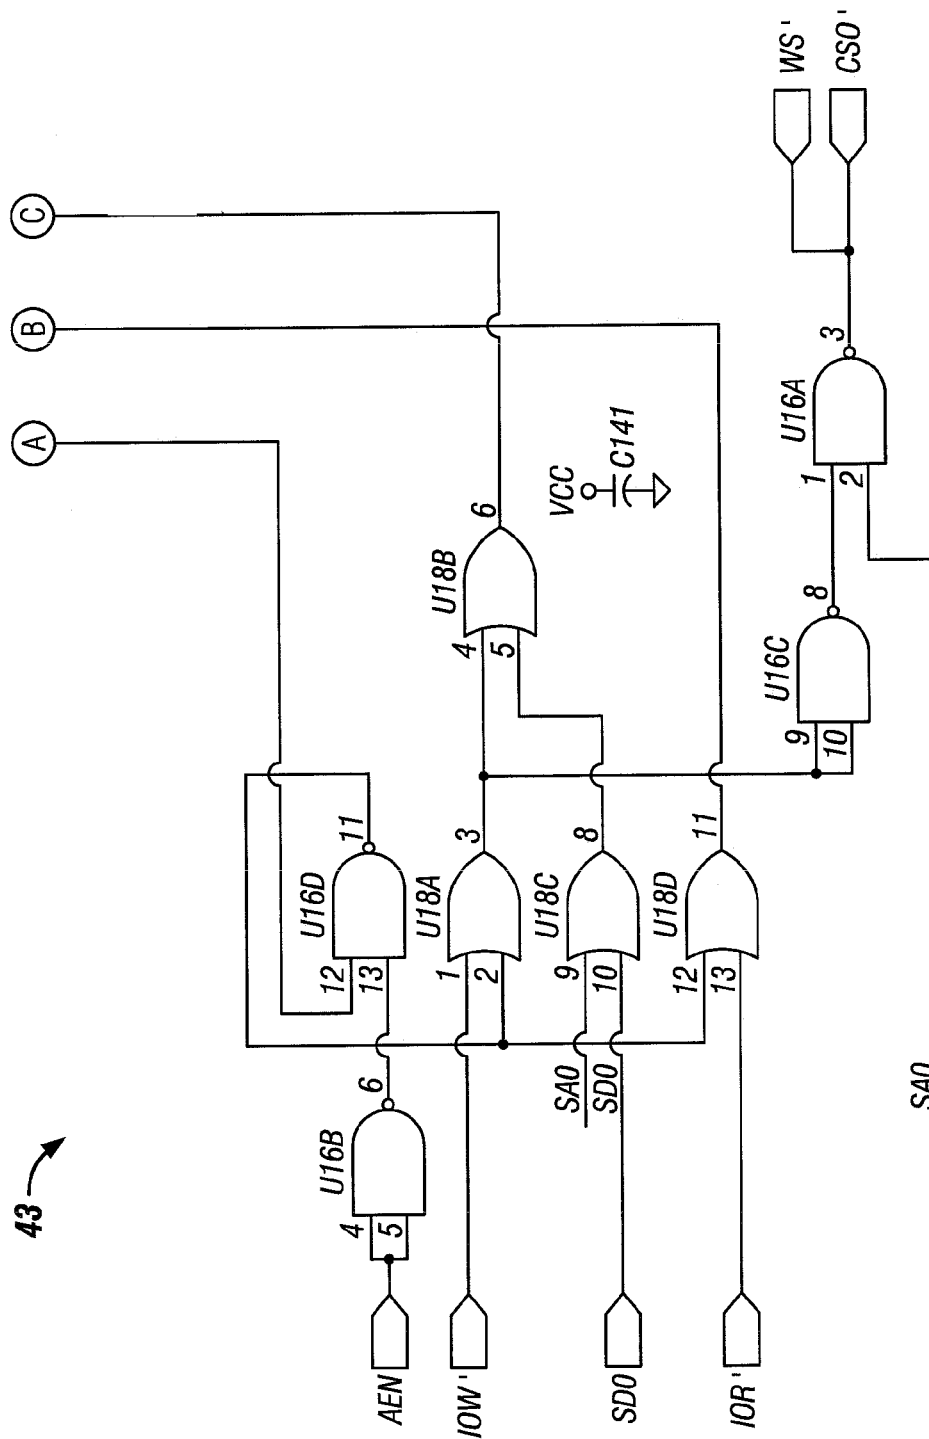 43
A
B
C
AEN
4
5
U16B
6
12
13
U16D
11
IOW'
1
2
U18A
3
4
5
U18B
6
SA0
SD0
9
10
U18C
8
SD0
12
13
U18D
11
IOR'
VCC
C141
9
10
U16C
8
1
2
U16A
3
WS'
CSO'
SA0